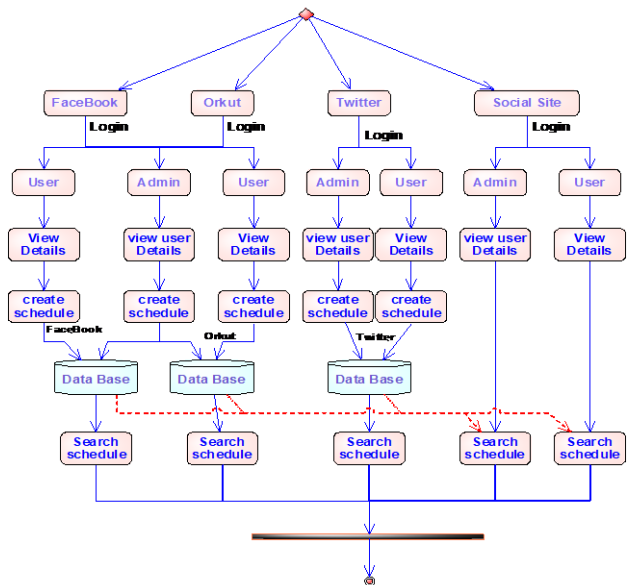 FaceBook
Orkut
Twitter
Social Site
Login
Login
Login
Login
User
Admin
User
Admin
User
Admin
User
View
Details
view user
Details
View
Details
view user
Details
View
Details
view user
Details
View
Details
create
schedule
create
schedule
create
schedule
create
schedule
create
schedule
FaceBook
Orkut
Twitter
Data Base
Data Base
Data Base
Search
schedule
Search
schedule
Search
schedule
Search
schedule
Search
schedule